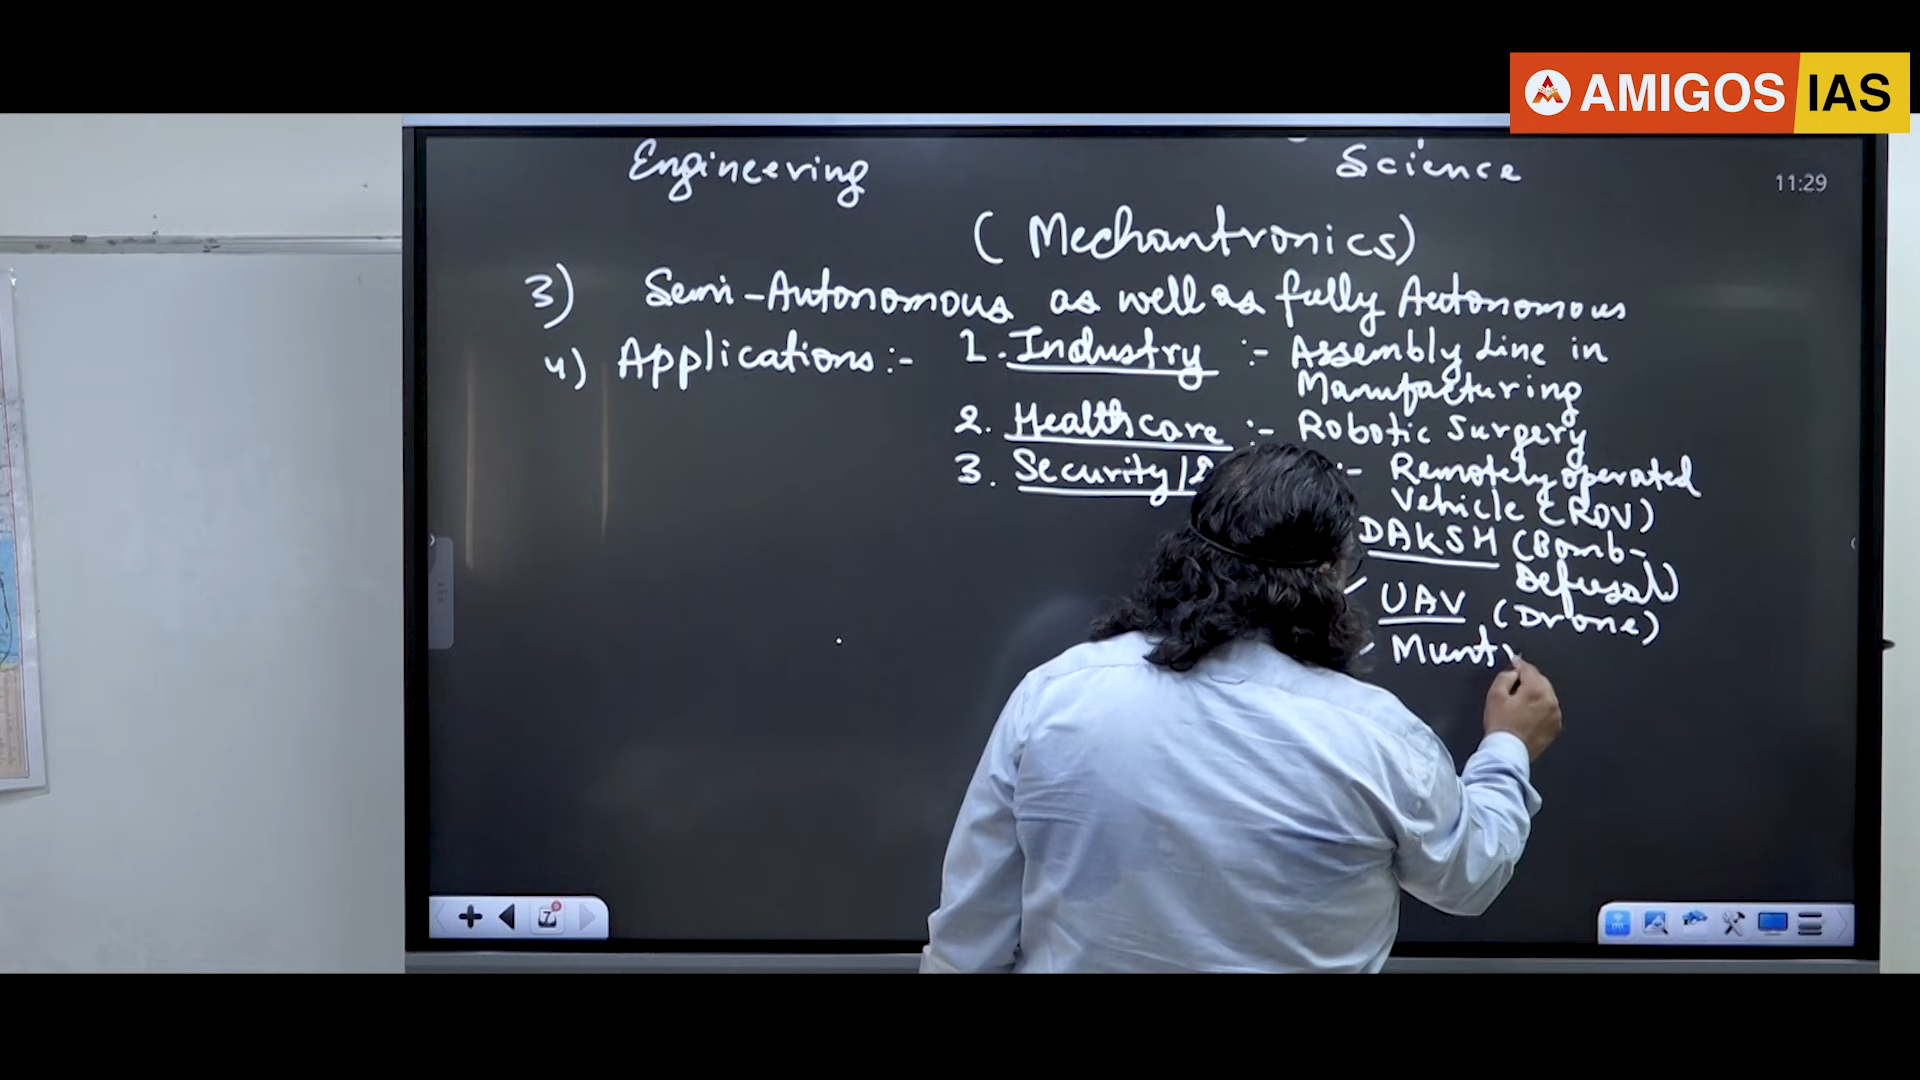 AMIGOS IAS
Engineering Science
11:29
(Mechantronics)
3) Semi-Autonomous as well as fully Autonomous
4) Applications :- 1. Industry :- Assembly Line in
Manufacturing
2. Healthcare :- Robotic Surgery
3. Security / :- Remotely operated
Vehicle (ROV)
DAKSH (Bomb-
Defusal)
UAV (Drone)
Munt